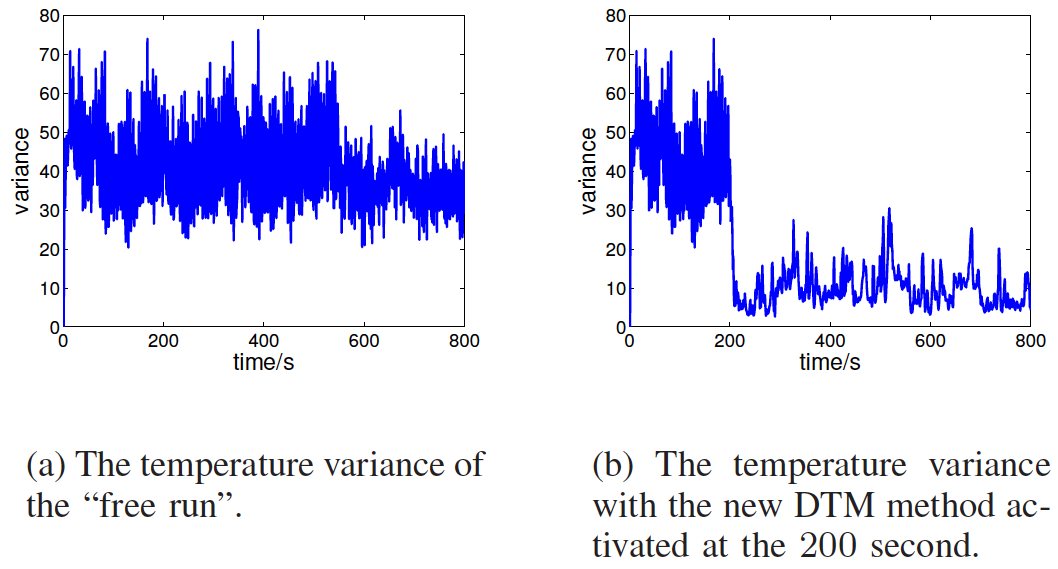 80
70
60
50
40
30
20
10
0
variance
0 200 400 600 800
time/s
80
70
60
50
40
30
20
10
0
variance
0 200 400 600 800
time/s
(a) The temperature variance of
the “free run”.
(b) The temperature variance
with the new DTM method ac-
tivated at the 200 second.